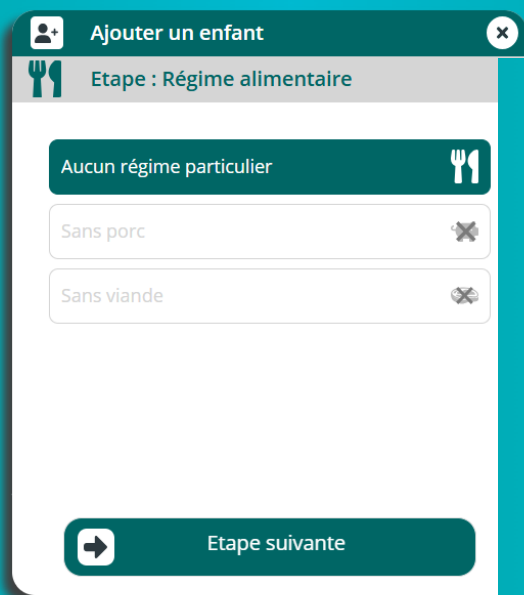 Ajouter un enfant
Etape : Régime alimentaire
Aucun régime particulier
Sans porc
Sans viande
Etape suivante